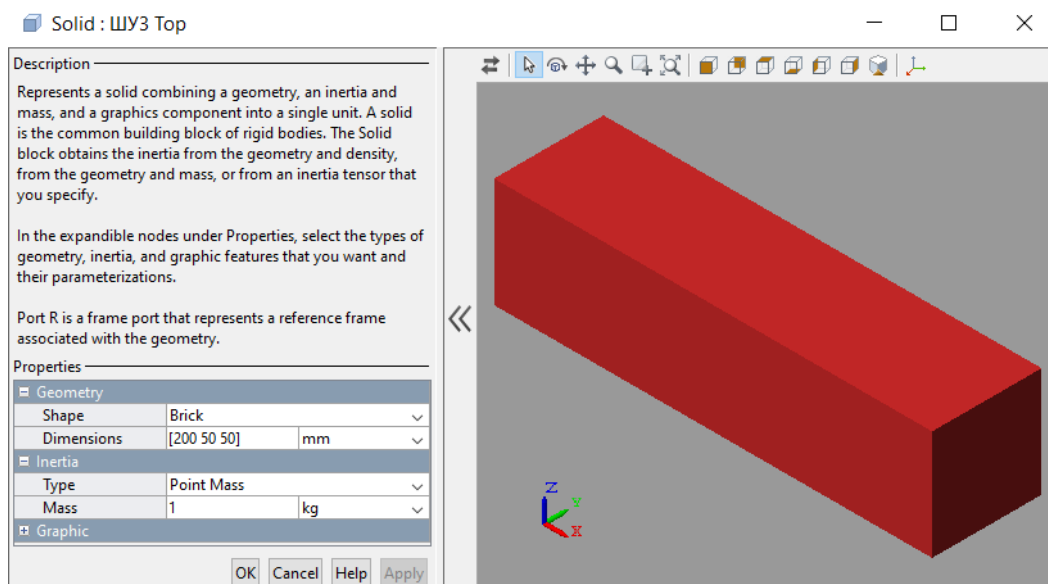 Solid : ШУЗ Top
Description
Represents a solid combining a geometry, an inertia and
mass, and a graphics component into a single unit. A solid
is the common building block of rigid bodies. The Solid
block obtains the inertia from the geometry and density,
from the geometry and mass, or from an inertia tensor that
you specify.
In the expandible nodes under Properties, select the types of
geometry, inertia, and graphic features that you want and
their parameterizations.
Port R is a frame port that represents a reference frame
associated with the geometry.
Properties
Geometry
Shape Brick
Dimensions [200 50 50] mm
Inertia
Type Point Mass
Mass 1 kg
Graphic
OK Cancel Help Apply
Z
Y
X